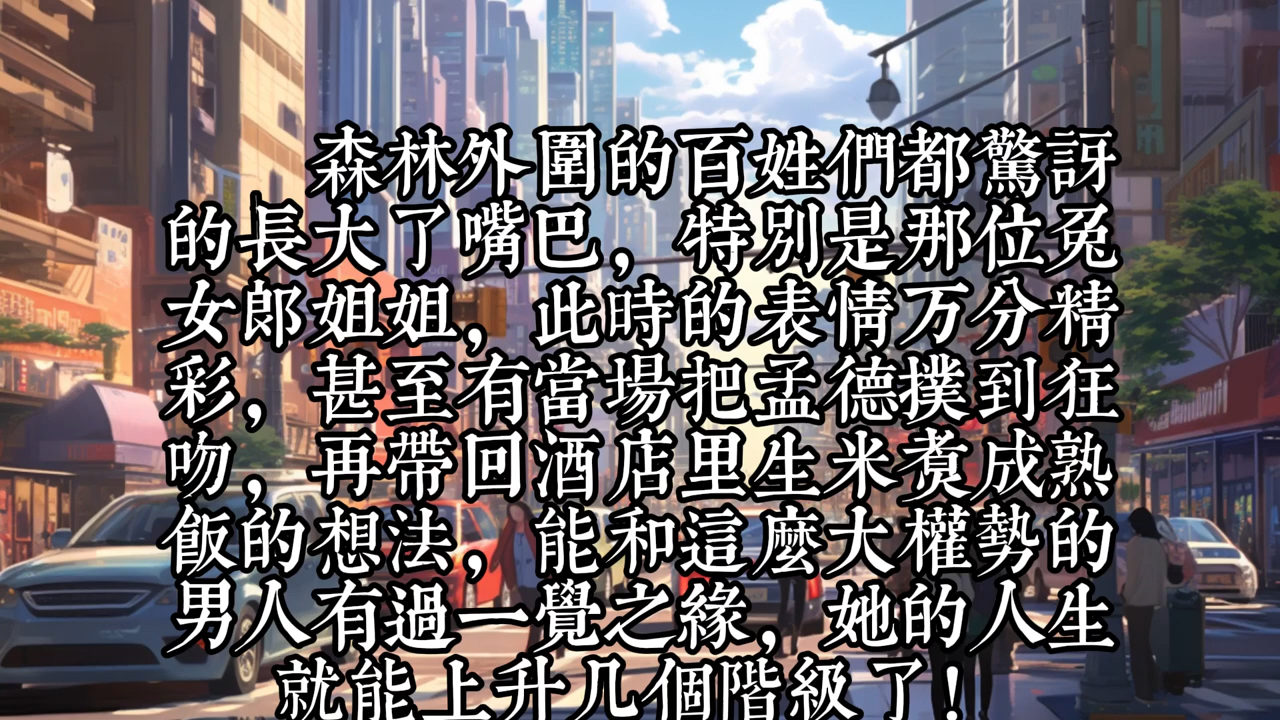 森林外圍的百姓們都驚訝
的長大了嘴巴，特別是那位兔
女郎姐姐，此時的表情万分精
彩，甚至有當場把孟德撲到狂
吻，再帶回酒店里生米煮成熟
飯的想法，能和這麼大權勢的
男人有過一覺之緣，她的人生
就能上升几個階級了！